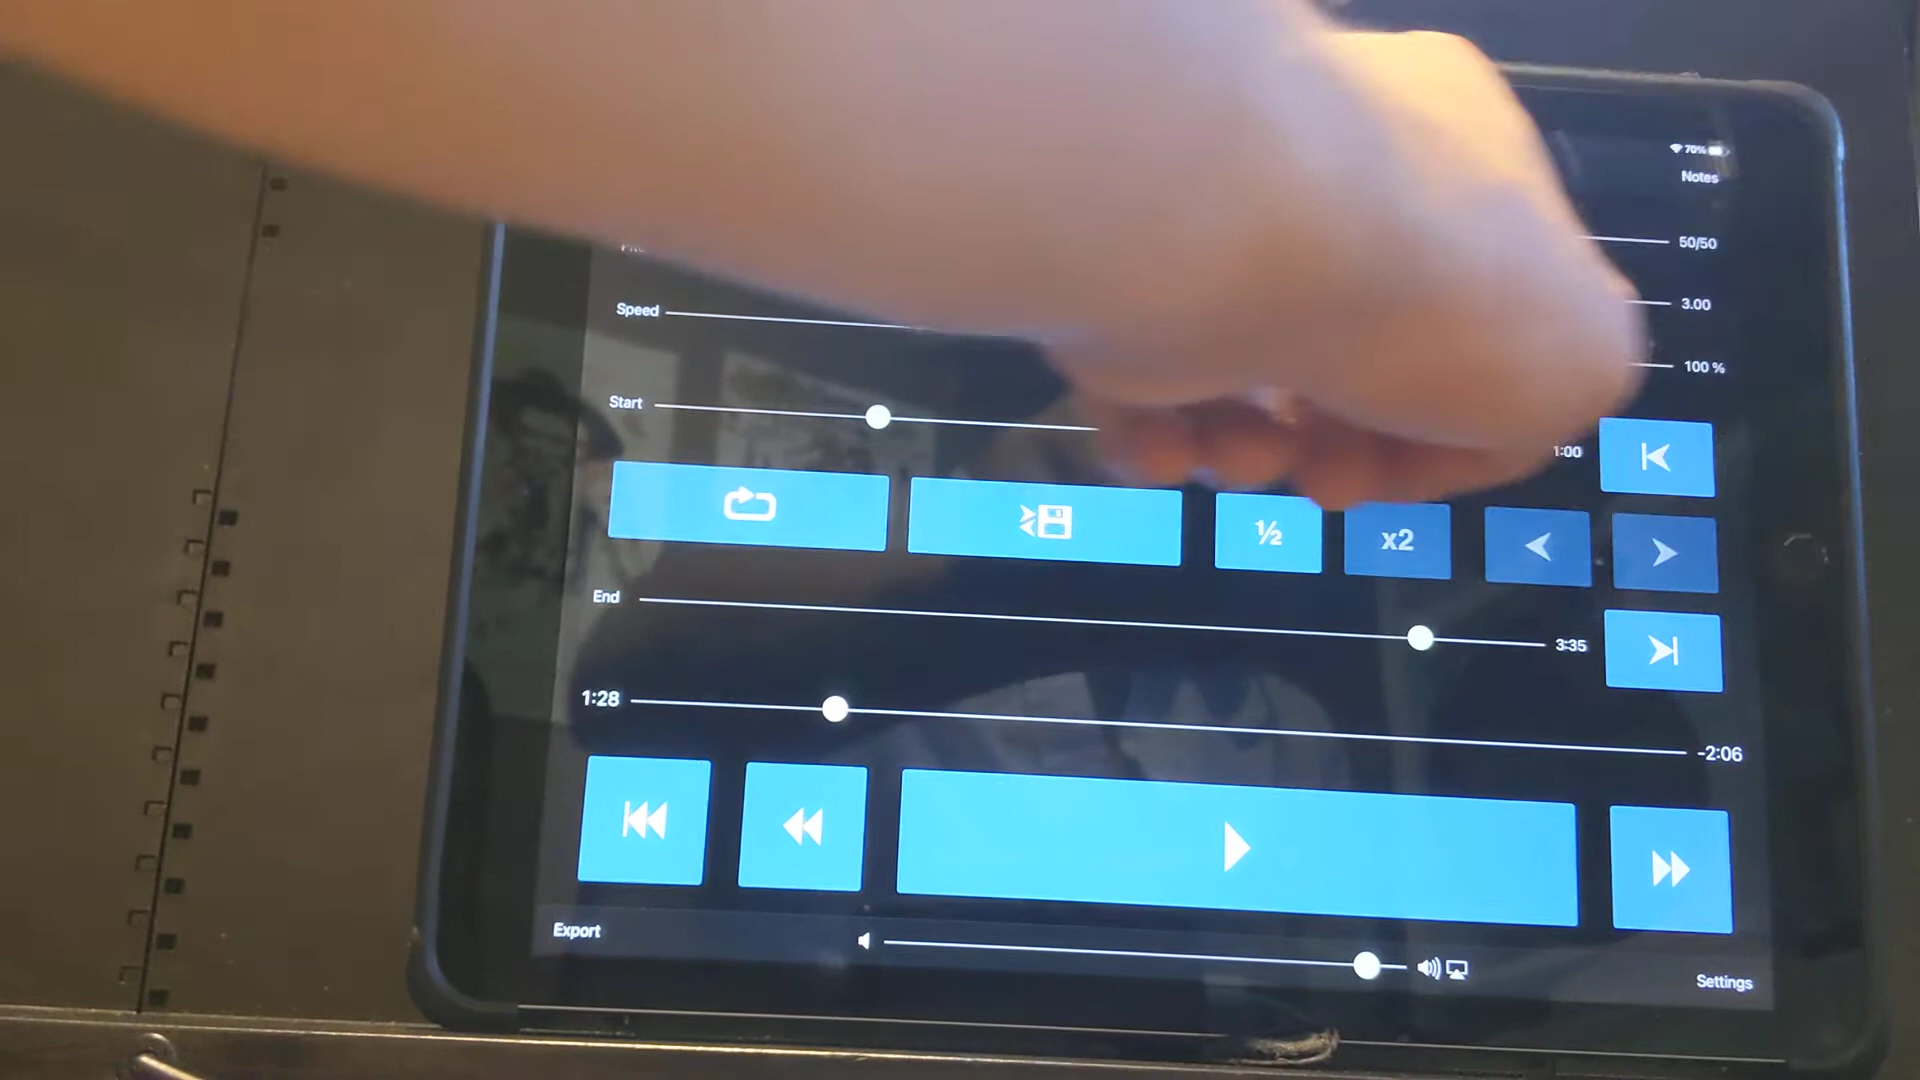 70%
Notes
50/50
3.00
Speed
100 %
Start
1:00
½
x2
End
3:35
1:28
-2:06
Export
Settings